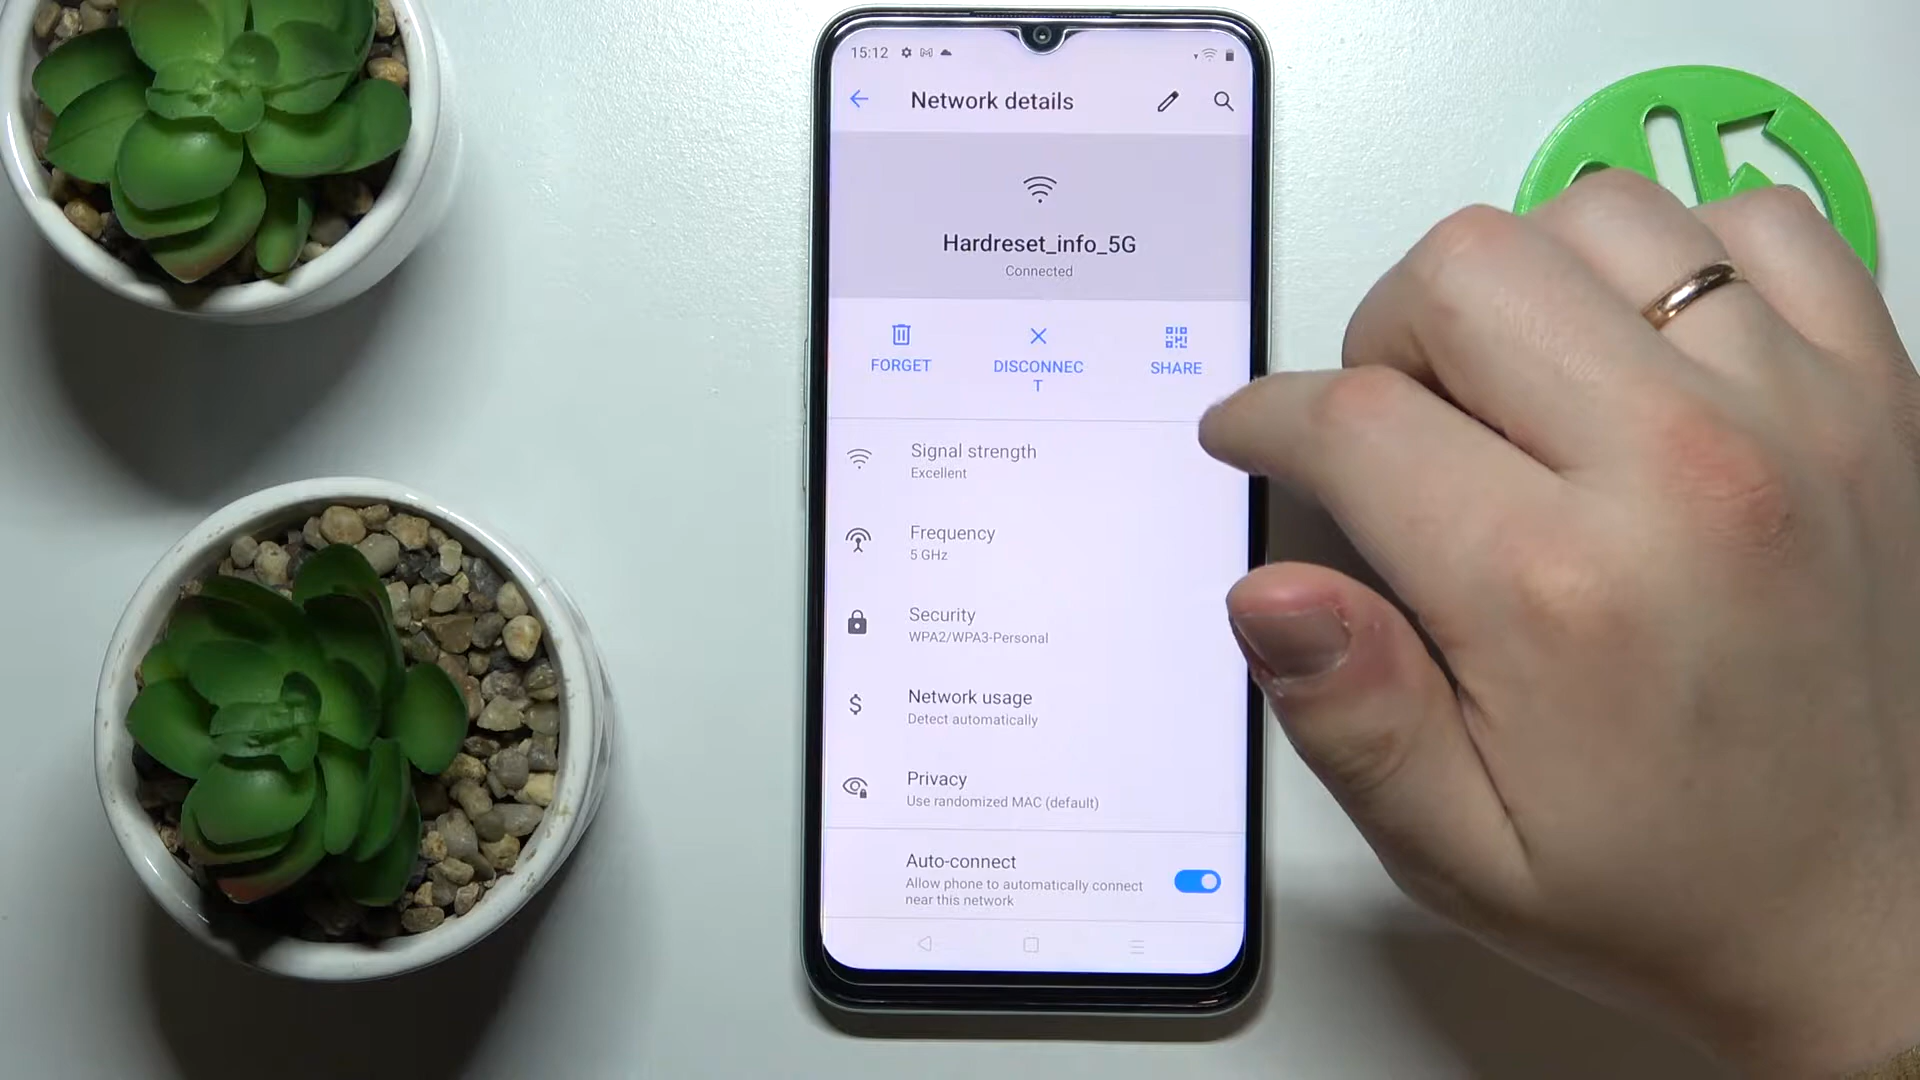 15:12
Network details
Hardreset_info_5G
Connected
FORGET
DISCONNEC
T
SHARE
Signal strength
Excellent
Frequency
5 GHz
Security
WPA2/WPA3-Personal
Network usage
$
Detect automatically
Privacy
Use randomized MAC (default)
Auto-connect
Allow phone to automatically connect
near this network